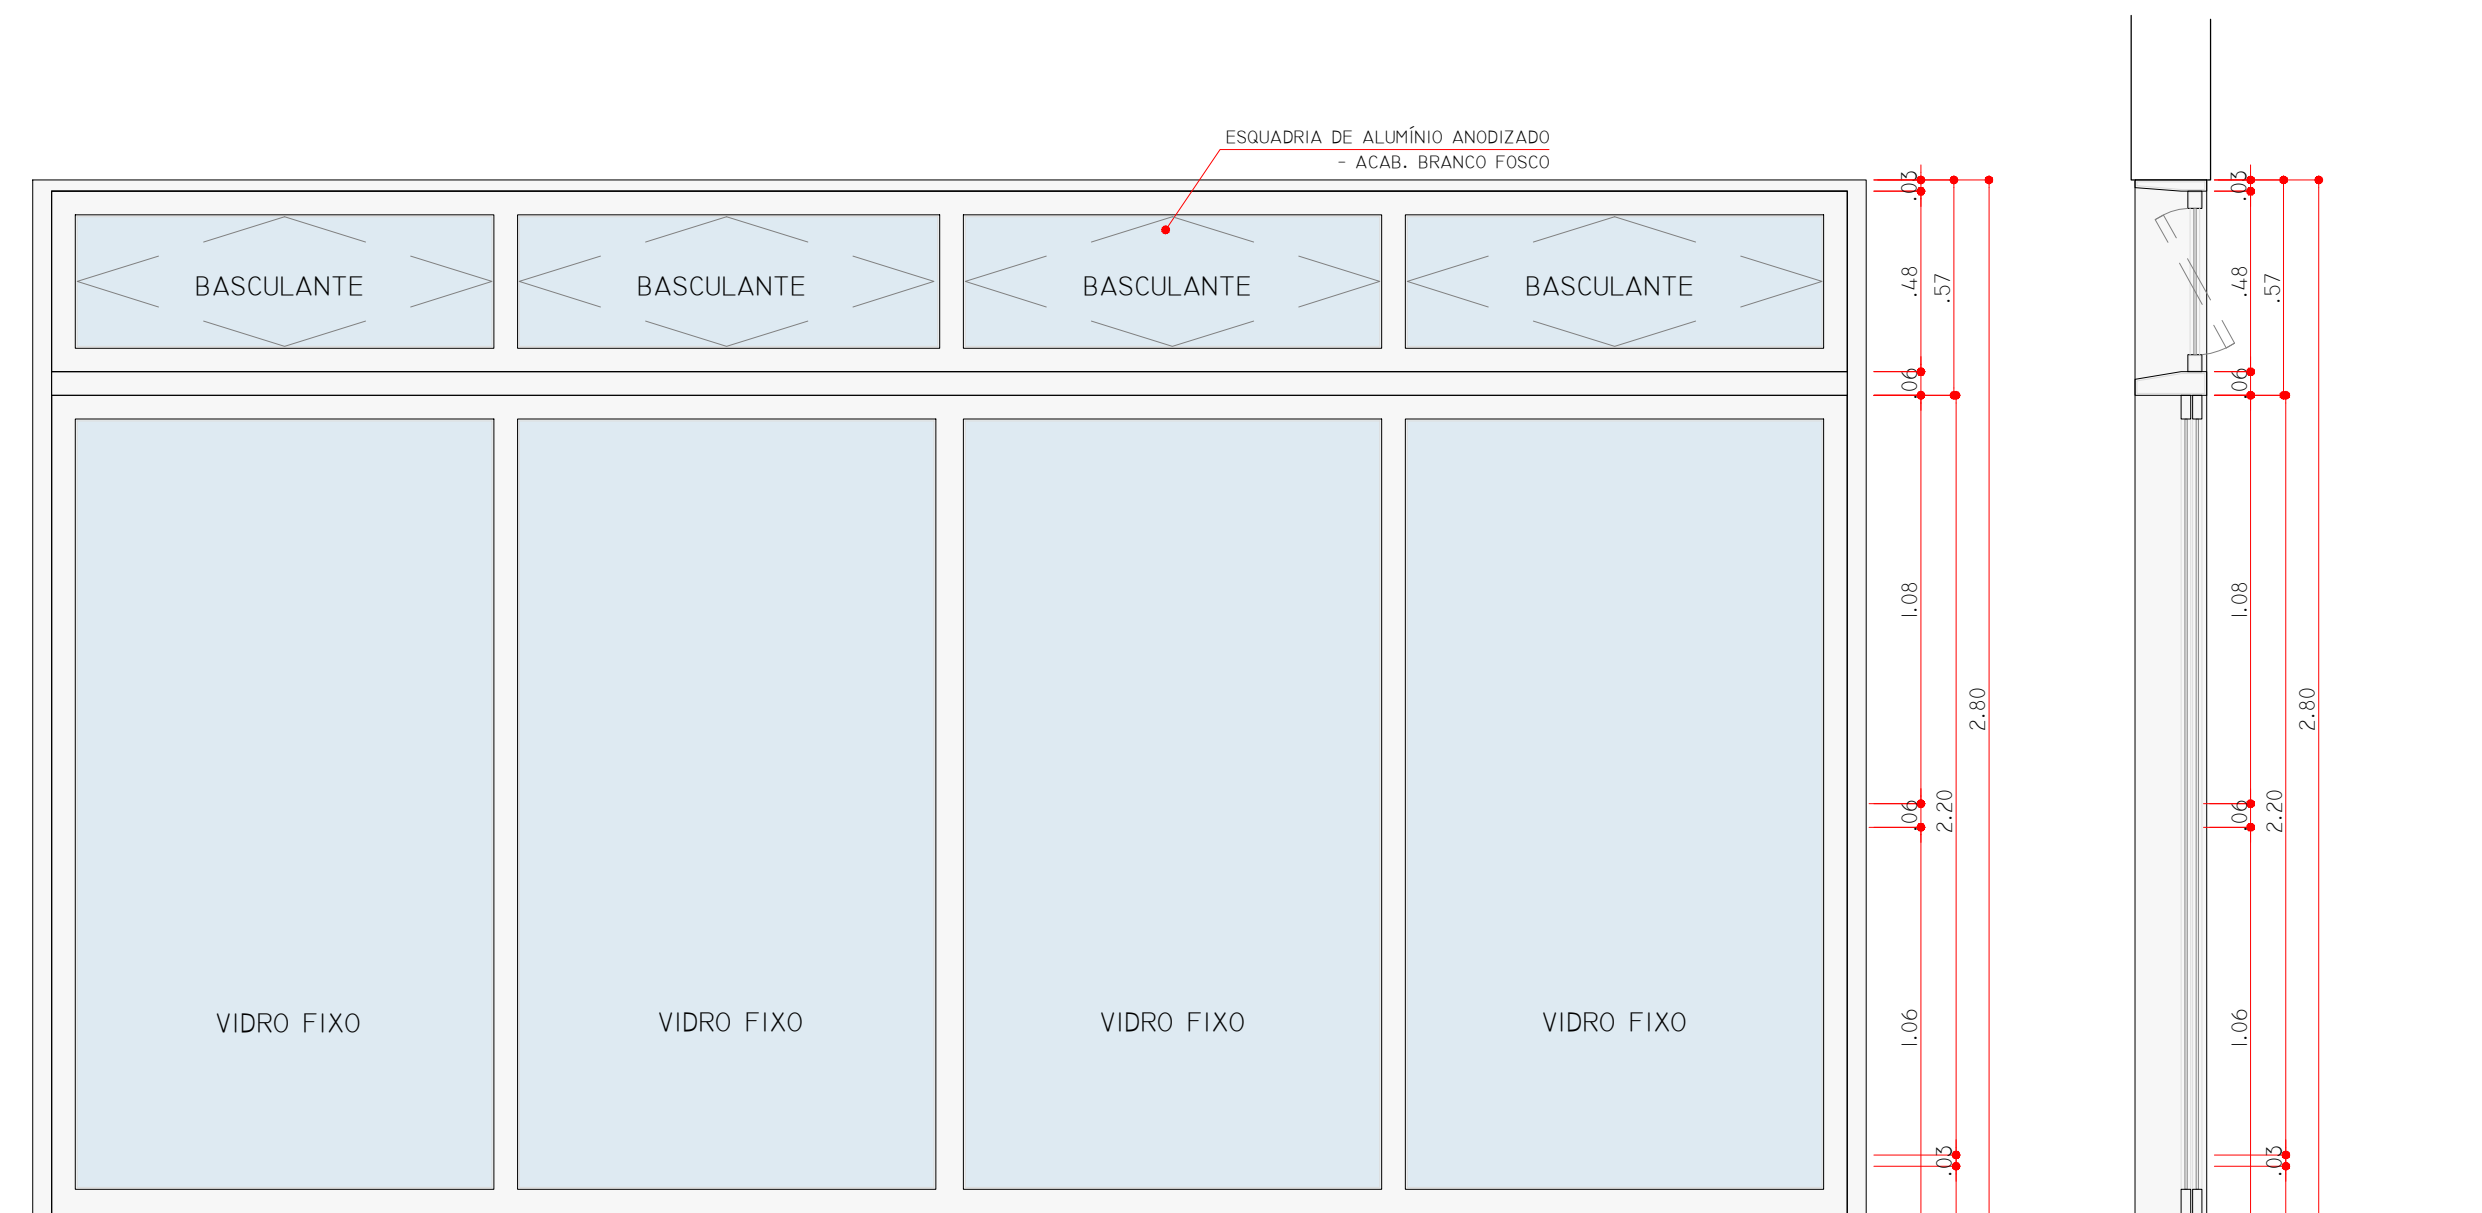 ESQUADRIA DE ALUMÍNIO ANODIZADO
- ACAB. BRANCO FOSCO
BASCULANTE
BASCULANTE
BASCULANTE
BASCULANTE
VIDRO FIXO
VIDRO FIXO
VIDRO FIXO
VIDRO FIXO
.03
.48
.57
.06
1.08
2.80
.06
2.20
1.06
.03
.03
.48
.57
.06
1.08
2.80
.06
2.20
1.06
.03